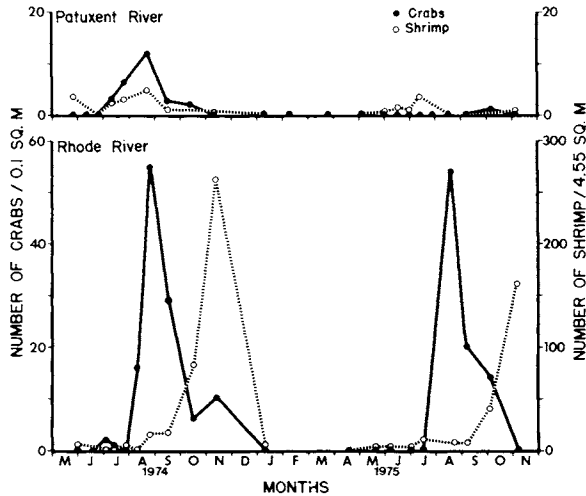 Patuxent River
Crabs
Shrimp
20
0
20
0
Rhode River
60
40
20
0
300
200
100
0
NUMBER OF CRABS / 0.1 SQ. M
NUMBER OF SHRIMP / 4.55 SQ. M
M J J A S O N D J F M A M J J A S O N
1974 1975
MONTHS